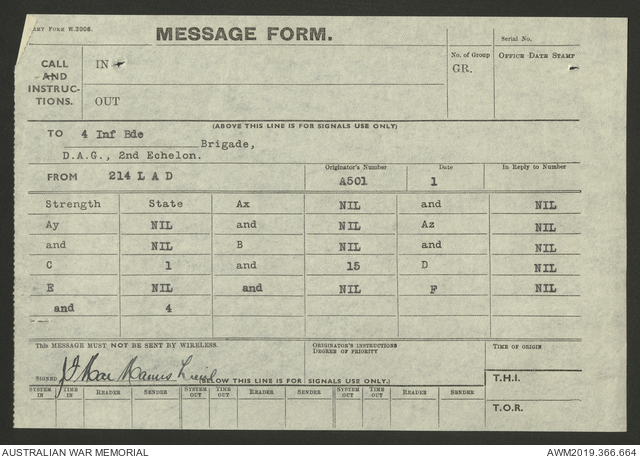 ARMY FORM W.3008. MESSAGE FORM. Serial No.
CALL AND INSTRUC-TIONS. IN No. of Group GR. OFFICE DATE STAMP
OUT
(ABOVE THIS LINE IS FOR SIGNALS USE ONLY)
TO 4 Inf Bde Brigade,
D.A.G., 2nd Echelon.
Originator's Number Date In Reply to Number
FROM 214 L A D A501 1
Strength State Ax NIL and NIL
Ay NIL and NIL Az NIL
and NIL B NIL and NIL
C 1 and 15 D NIL
E NIL and NIL F NIL
and 4
This MESSAGE MUST NOT BE SENT BY WIRELESS. ORIGINATOR'S INSTRUCTIONS DEGREE OF PRIORITY TIME OF ORIGIN
SIGNED
(BELOW THIS LINE IS FOR SIGNALS USE ONLY.) T.H.I.
SYSTEM IN TIME IN READER SENDER SYSTEM OUT TIME OUT READER SENDER SYSTEM OUT TIME OUT READER SENDER
T.O.R.
AUSTRALIAN WAR MEMORIAL AWM2019.366.664